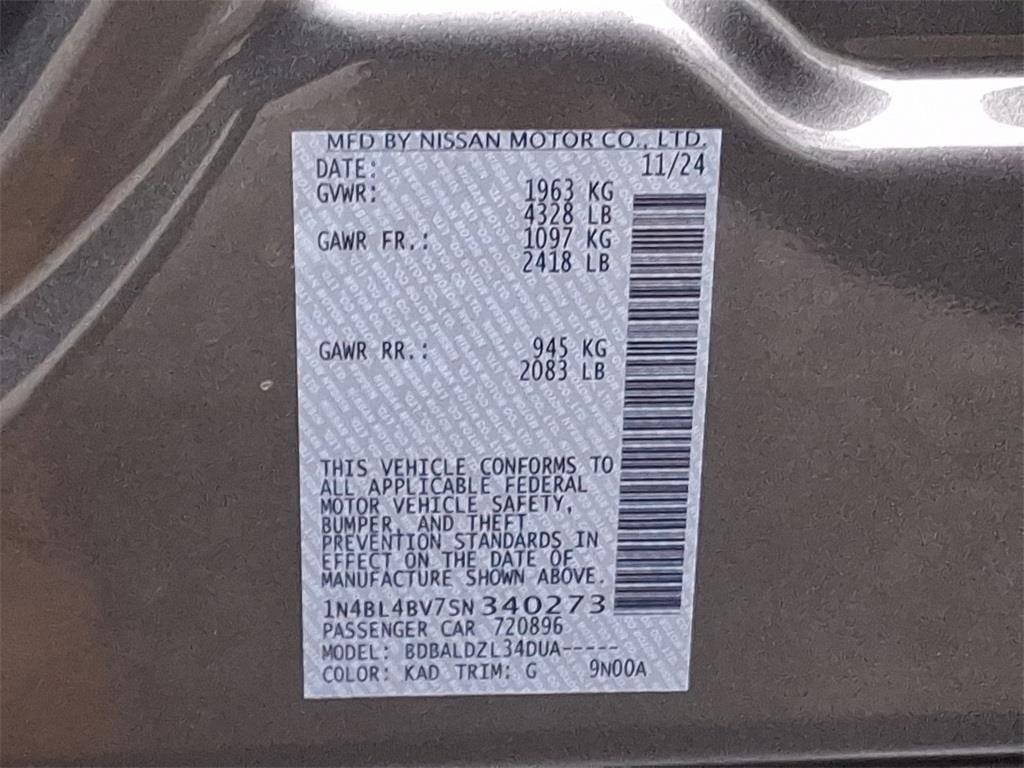 MFD BY NISSAN MOTOR CO., LTD.
DATE: 11/24
GVWR: 1963 KG
4328 LB
GAWR FR.: 1097 KG
2418 LB
GAWR RR.: 945 KG
2083 LB
THIS VEHICLE CONFORMS TO
ALL APPLICABLE FEDERAL
MOTOR VEHICLE SAFETY,
BUMPER, AND THEFT
PREVENTION STANDARDS IN
EFFECT ON THE DATE OF
MANUFACTURE SHOWN ABOVE.
1N4BL4BV7SN340273
PASSENGER CAR 720896
MODEL: BDBALDZL34DUA-----
COLOR: KAD TRIM: G 9N00A